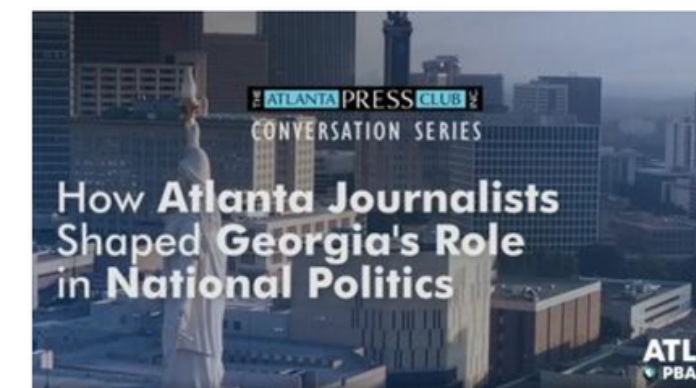 THE ATLANTA PRESS CLUB INC
CONVERSATION SERIES
How Atlanta Journalists
Shaped Georgia's Role
in National Politics
ATL
PBA